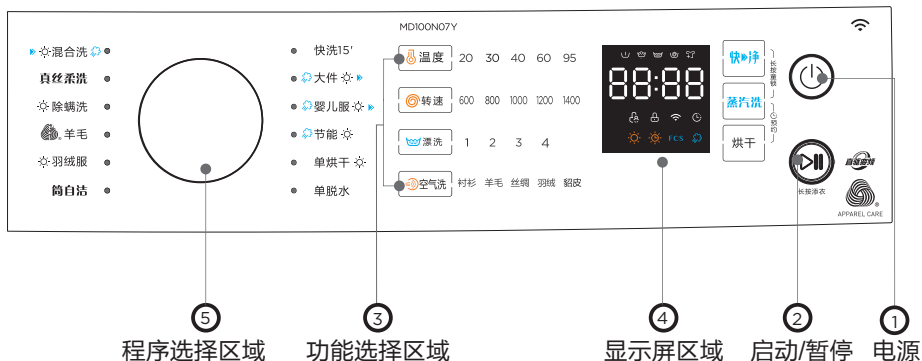 MD100N07Y
混合洗
真丝柔洗
除螨洗
羊毛
羽绒服
筒自洁
快洗15'
大件
婴儿服
节能
单烘干
单脱水
温度 20 30 40 60 95
转速 600 800 1000 1200 1400
漂洗 1 2 3 4
空气洗 衬衫 羊毛 丝绸 羽绒 貂皮
88:88
FCS
快净
蒸汽洗
烘干
长按童锁
预约
长按添衣
直驱变频
APPAREL CARE
5
程序选择区域
3
功能选择区域
4
显示屏区域
2
启动/暂停
1
电源